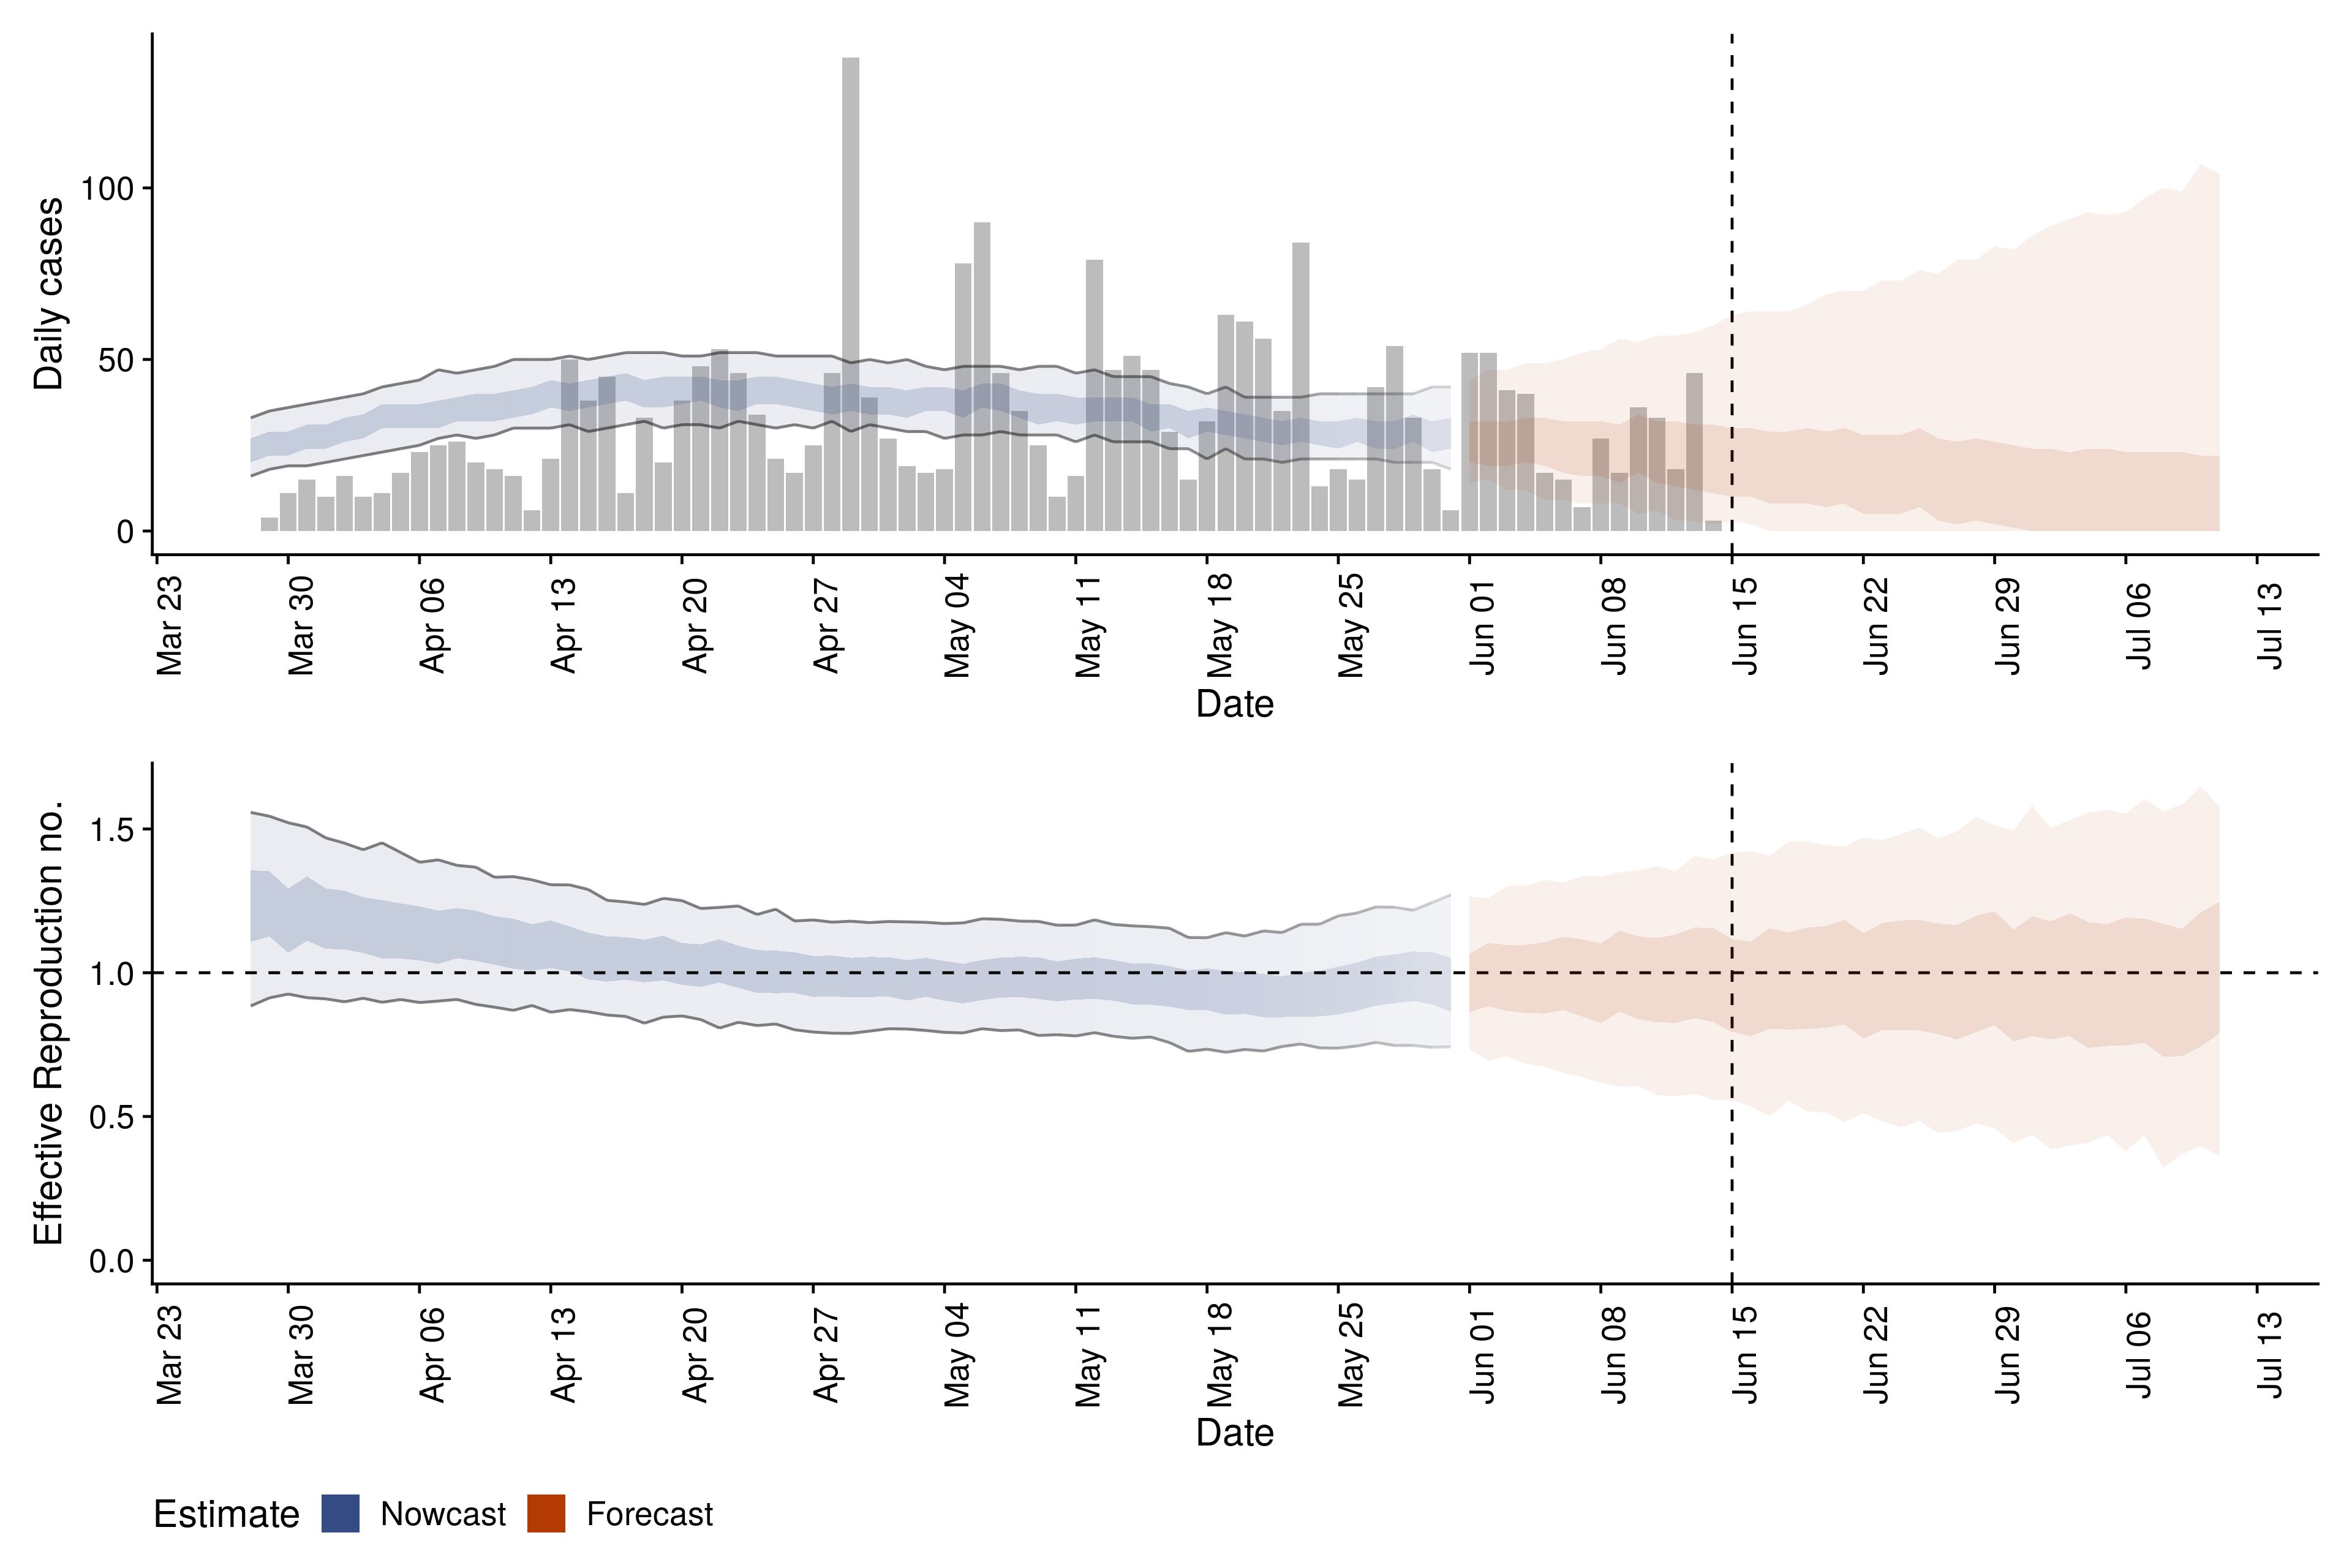 Daily cases
100
50
0
Mar 23
Mar 30
Apr 06
Apr 13
Apr 20
Apr 27
May 04
May 11
May 18
May 25
Jun 01
Jun 08
Jun 15
Jun 22
Jun 29
Jul 06
Jul 13
Date
Effective Reproduction no.
1.5
1.0
0.5
0.0
Mar 23
Mar 30
Apr 06
Apr 13
Apr 20
Apr 27
May 04
May 11
May 18
May 25
Jun 01
Jun 08
Jun 15
Jun 22
Jun 29
Jul 06
Jul 13
Date
Estimate Nowcast Forecast